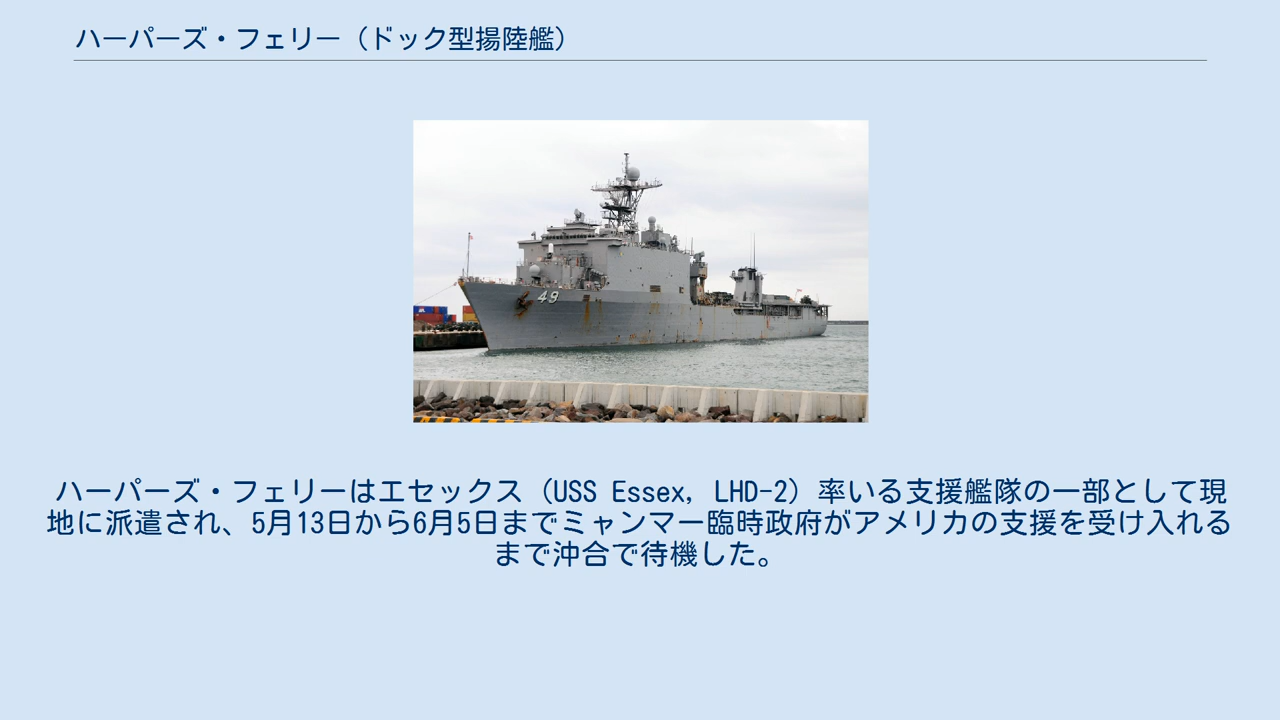 ハーパーズ・フェリー（ドック型揚陸艦）
49
ハーパーズ・フェリーはエセックス（USS Essex, LHD-2）率いる支援艦隊の一部として現
地に派遣され、5月13日から6月5日までミャンマー臨時政府がアメリカの支援を受け入れる
まで沖合で待機した。